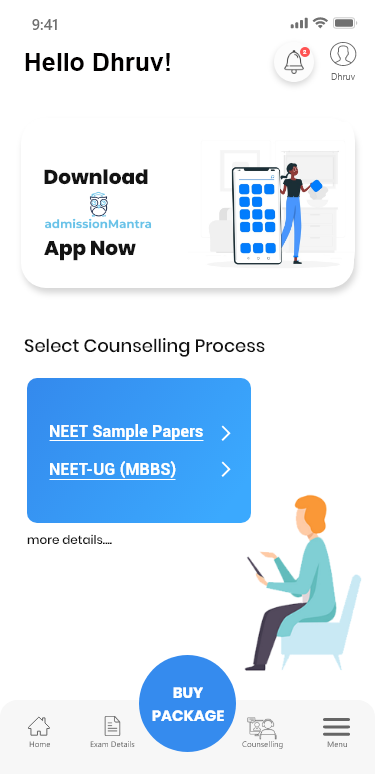 9:41
Hello Dhruv!
2
Dhruv
Download
admissionMantra
App Now
Select Counselling Process
NEET Sample Papers
NEET-UG (MBBS)
more details....
BUY
PACKAGE
Home
Exam Details
Counselling
Menu